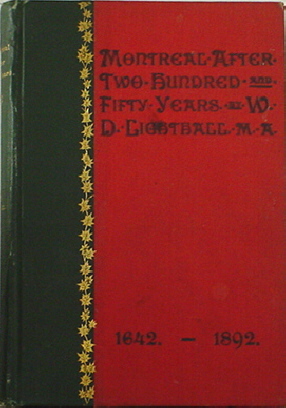 MONTREAL · AFTER ·
TWO · HUNDRED · AND
FIFTY · YEARS · BY · W ·
D · LIGHTHALL · M · A ·
1642. — 1892.